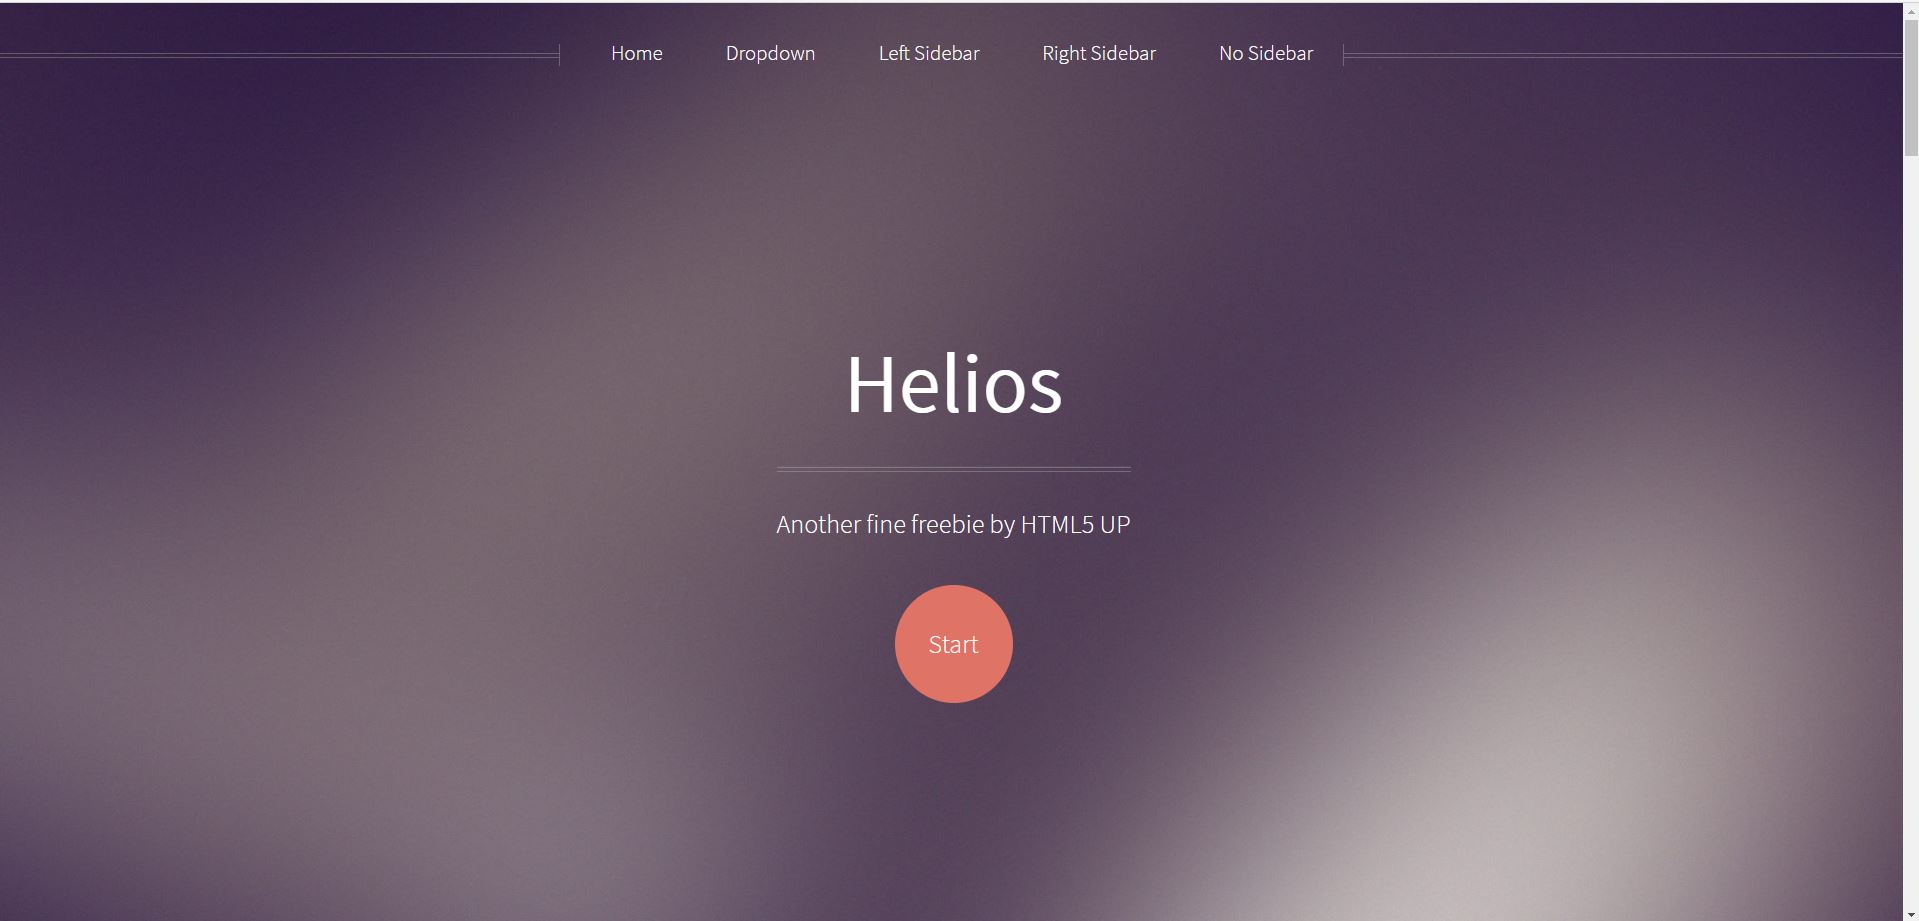 Home Dropdown Left Sidebar Right Sidebar No Sidebar
Helios
Another fine freebie by HTML5 UP
Start